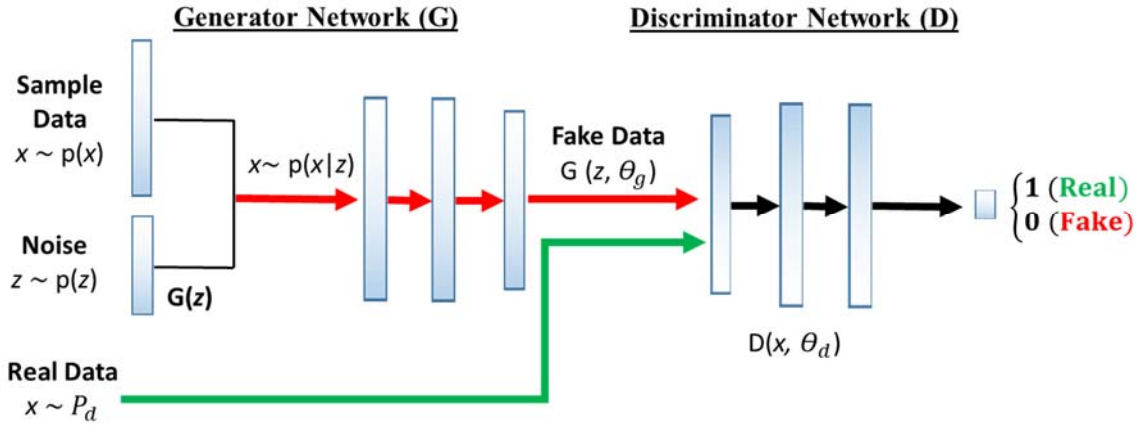 Generator Network (G)
Discriminator Network (D)
Sample
Data
x ~ p(x)
x~ p(x|z)
Fake Data
G (z, θg)
1 (Real)
0 (Fake)
Noise
z ~ p(z)
G(z)
D(x, θd)
Real Data
x ~ Pd